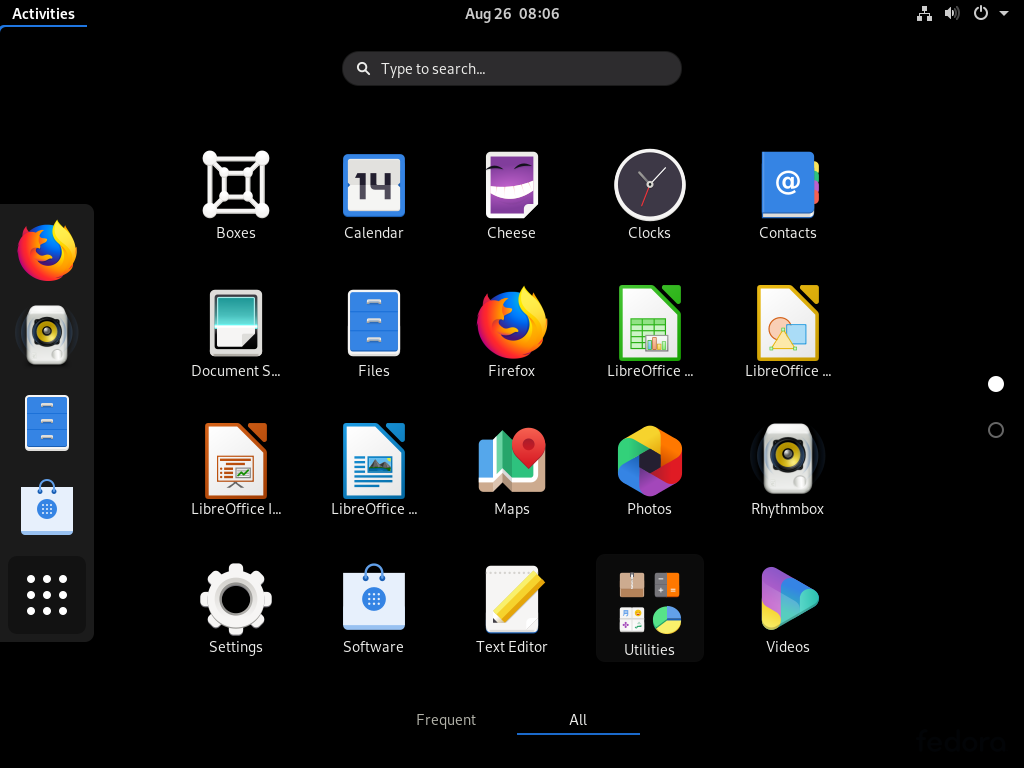 Activities
Aug 26 08:06
Type to search...
14
@
Boxes
Calendar
Cheese
Clocks
Contacts
Document S...
Files
Firefox
LibreOffice ...
LibreOffice ...
LibreOffice I...
LibreOffice ...
Maps
Photos
Rhythmbox
Settings
Software
Text Editor
Utilities
Videos
Frequent
All
fedora